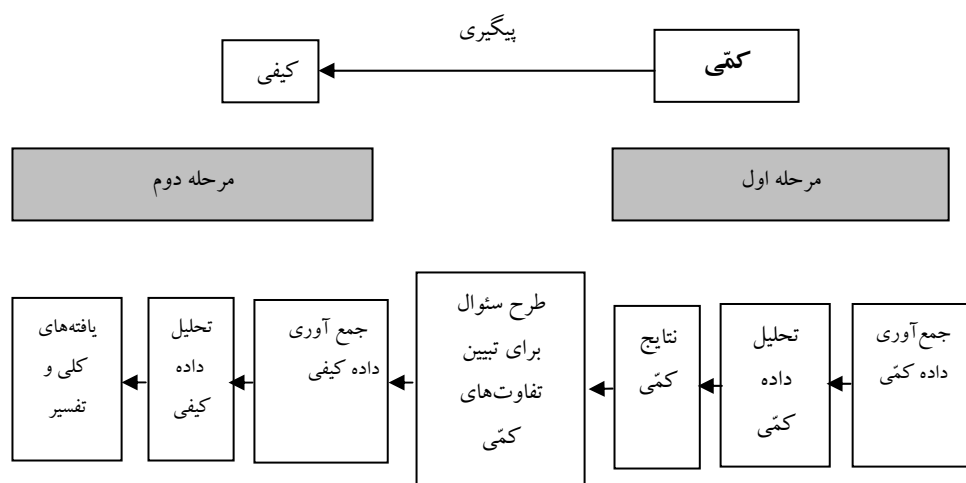 پیگیری
کمّی
کیفی
مرحله اول
مرحله دوم
جمع‌آوری
داده کمّی
تحلیل
داده
کمّی
نتایج
کمّی
طرح سئوال
برای تبیین
تفاوت‌های
کمّی
جمع آوری
داده کیفی
تحلیل
داده
کیفی
یافته‌های
کلی و
تفسیر